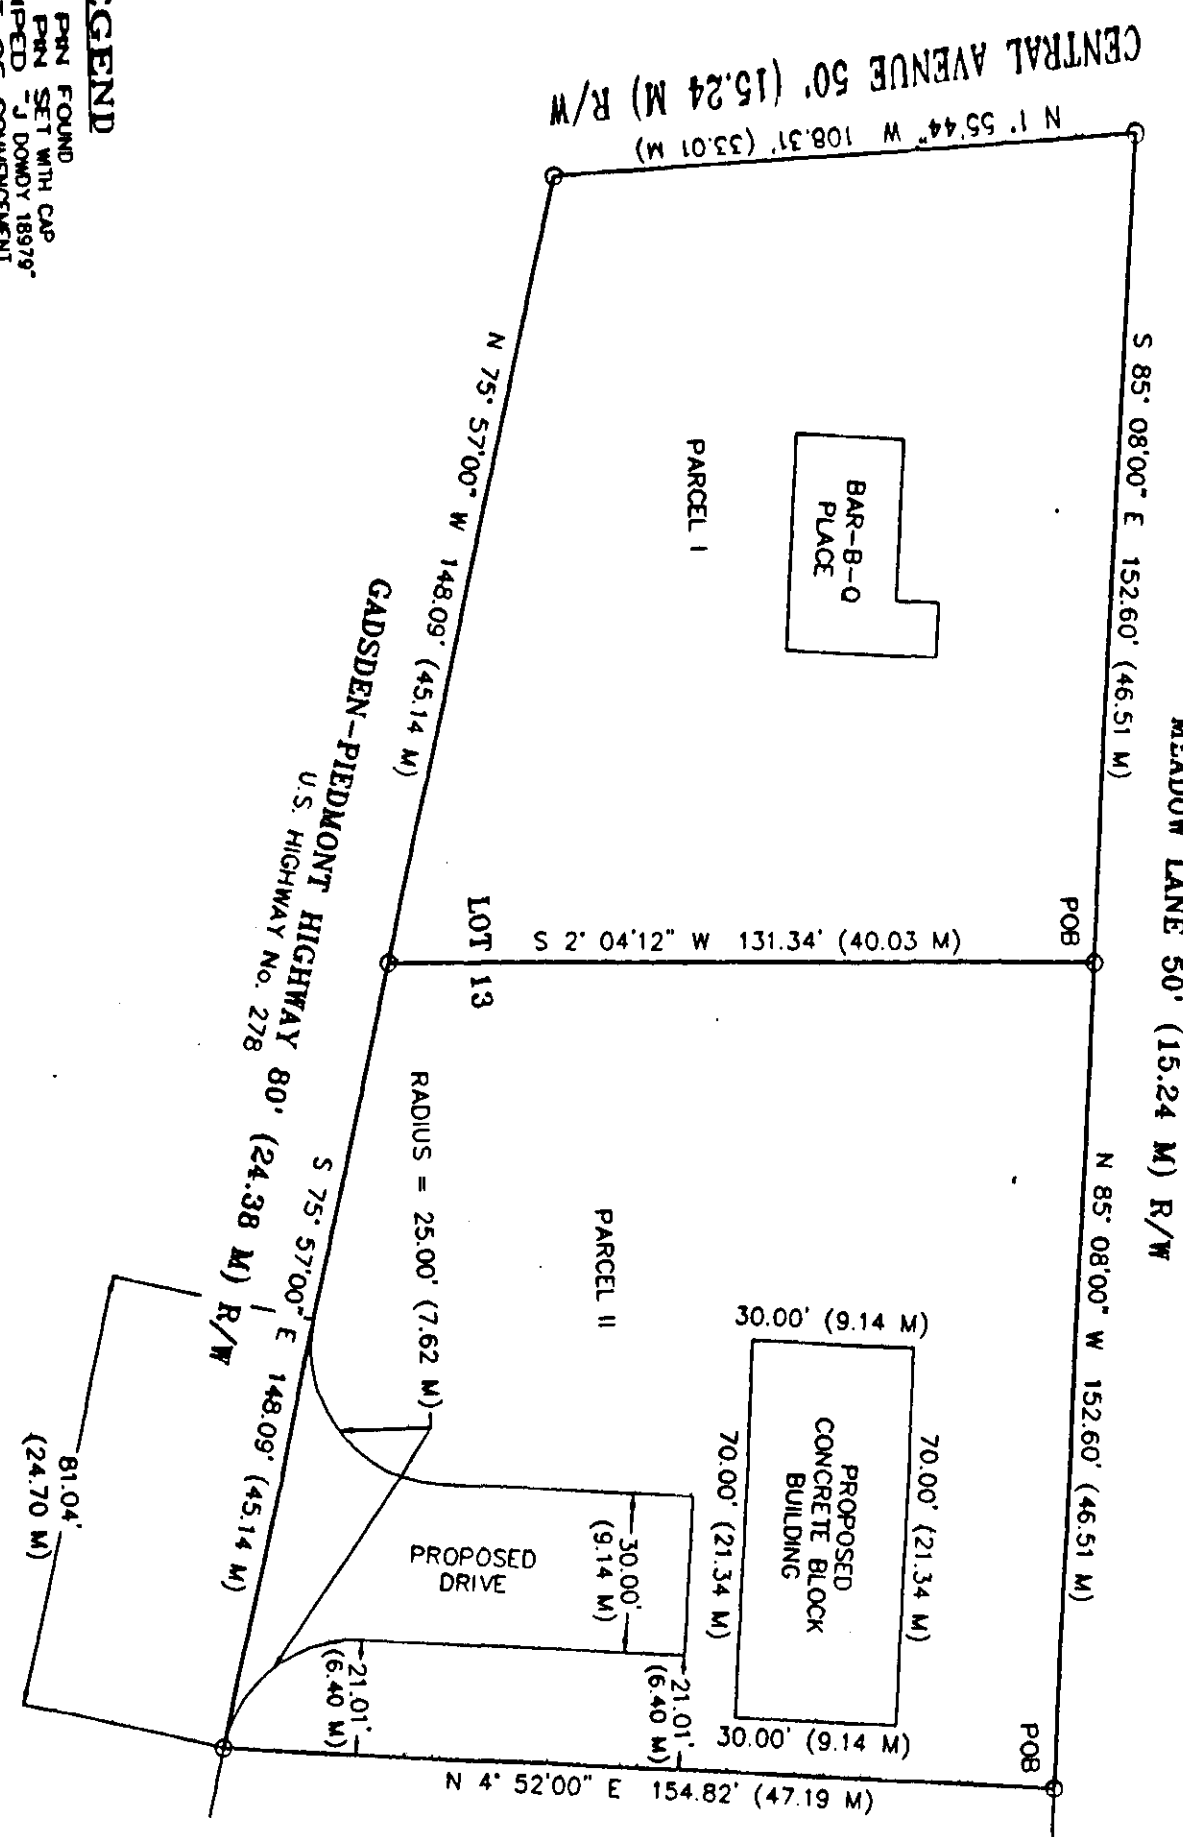 MEADOW LANE 50' (15.24 M) R/W
S 85° 08'00" E 152.60' (46.51 M)
N 85° 08'00" W 152.60' (46.51 M)
CENTRAL AVENUE 50' (15.24 M) R/W
N 1° 55'44" W 108.31' (33.01 M)
BAR-B-Q
PLACE
PARCEL I
POB
S 2° 04'12" W 131.34' (40.03 M)
LOT 13
POB
70.00' (21.34 M)
30.00' (9.14 M)
PROPOSED
CONCRETE BLOCK
BUILDING
30.00' (9.14 M)
70.00' (21.34 M)
PARCEL II
21.01'
(6.40 M)
30.00'
(9.14 M)
PROPOSED
DRIVE
21.01'
(6.40 M)
N 4° 52'00" E 154.82' (47.19 M)
RADIUS = 25.00' (7.62 M)
N 75° 57'00" W 148.09' (45.14 M)
S 75° 57'00" E 148.09' (45.14 M)
GADSDEN-PIEDMONT HIGHWAY 80' (24.38 M) R/W
U.S. HIGHWAY No. 278
81.04'
(24.70 M)
GEND
PIN FOUND
PIN SET WITH CAP
MPED "J DOWDY 18979"
OF COMMENCEMENT